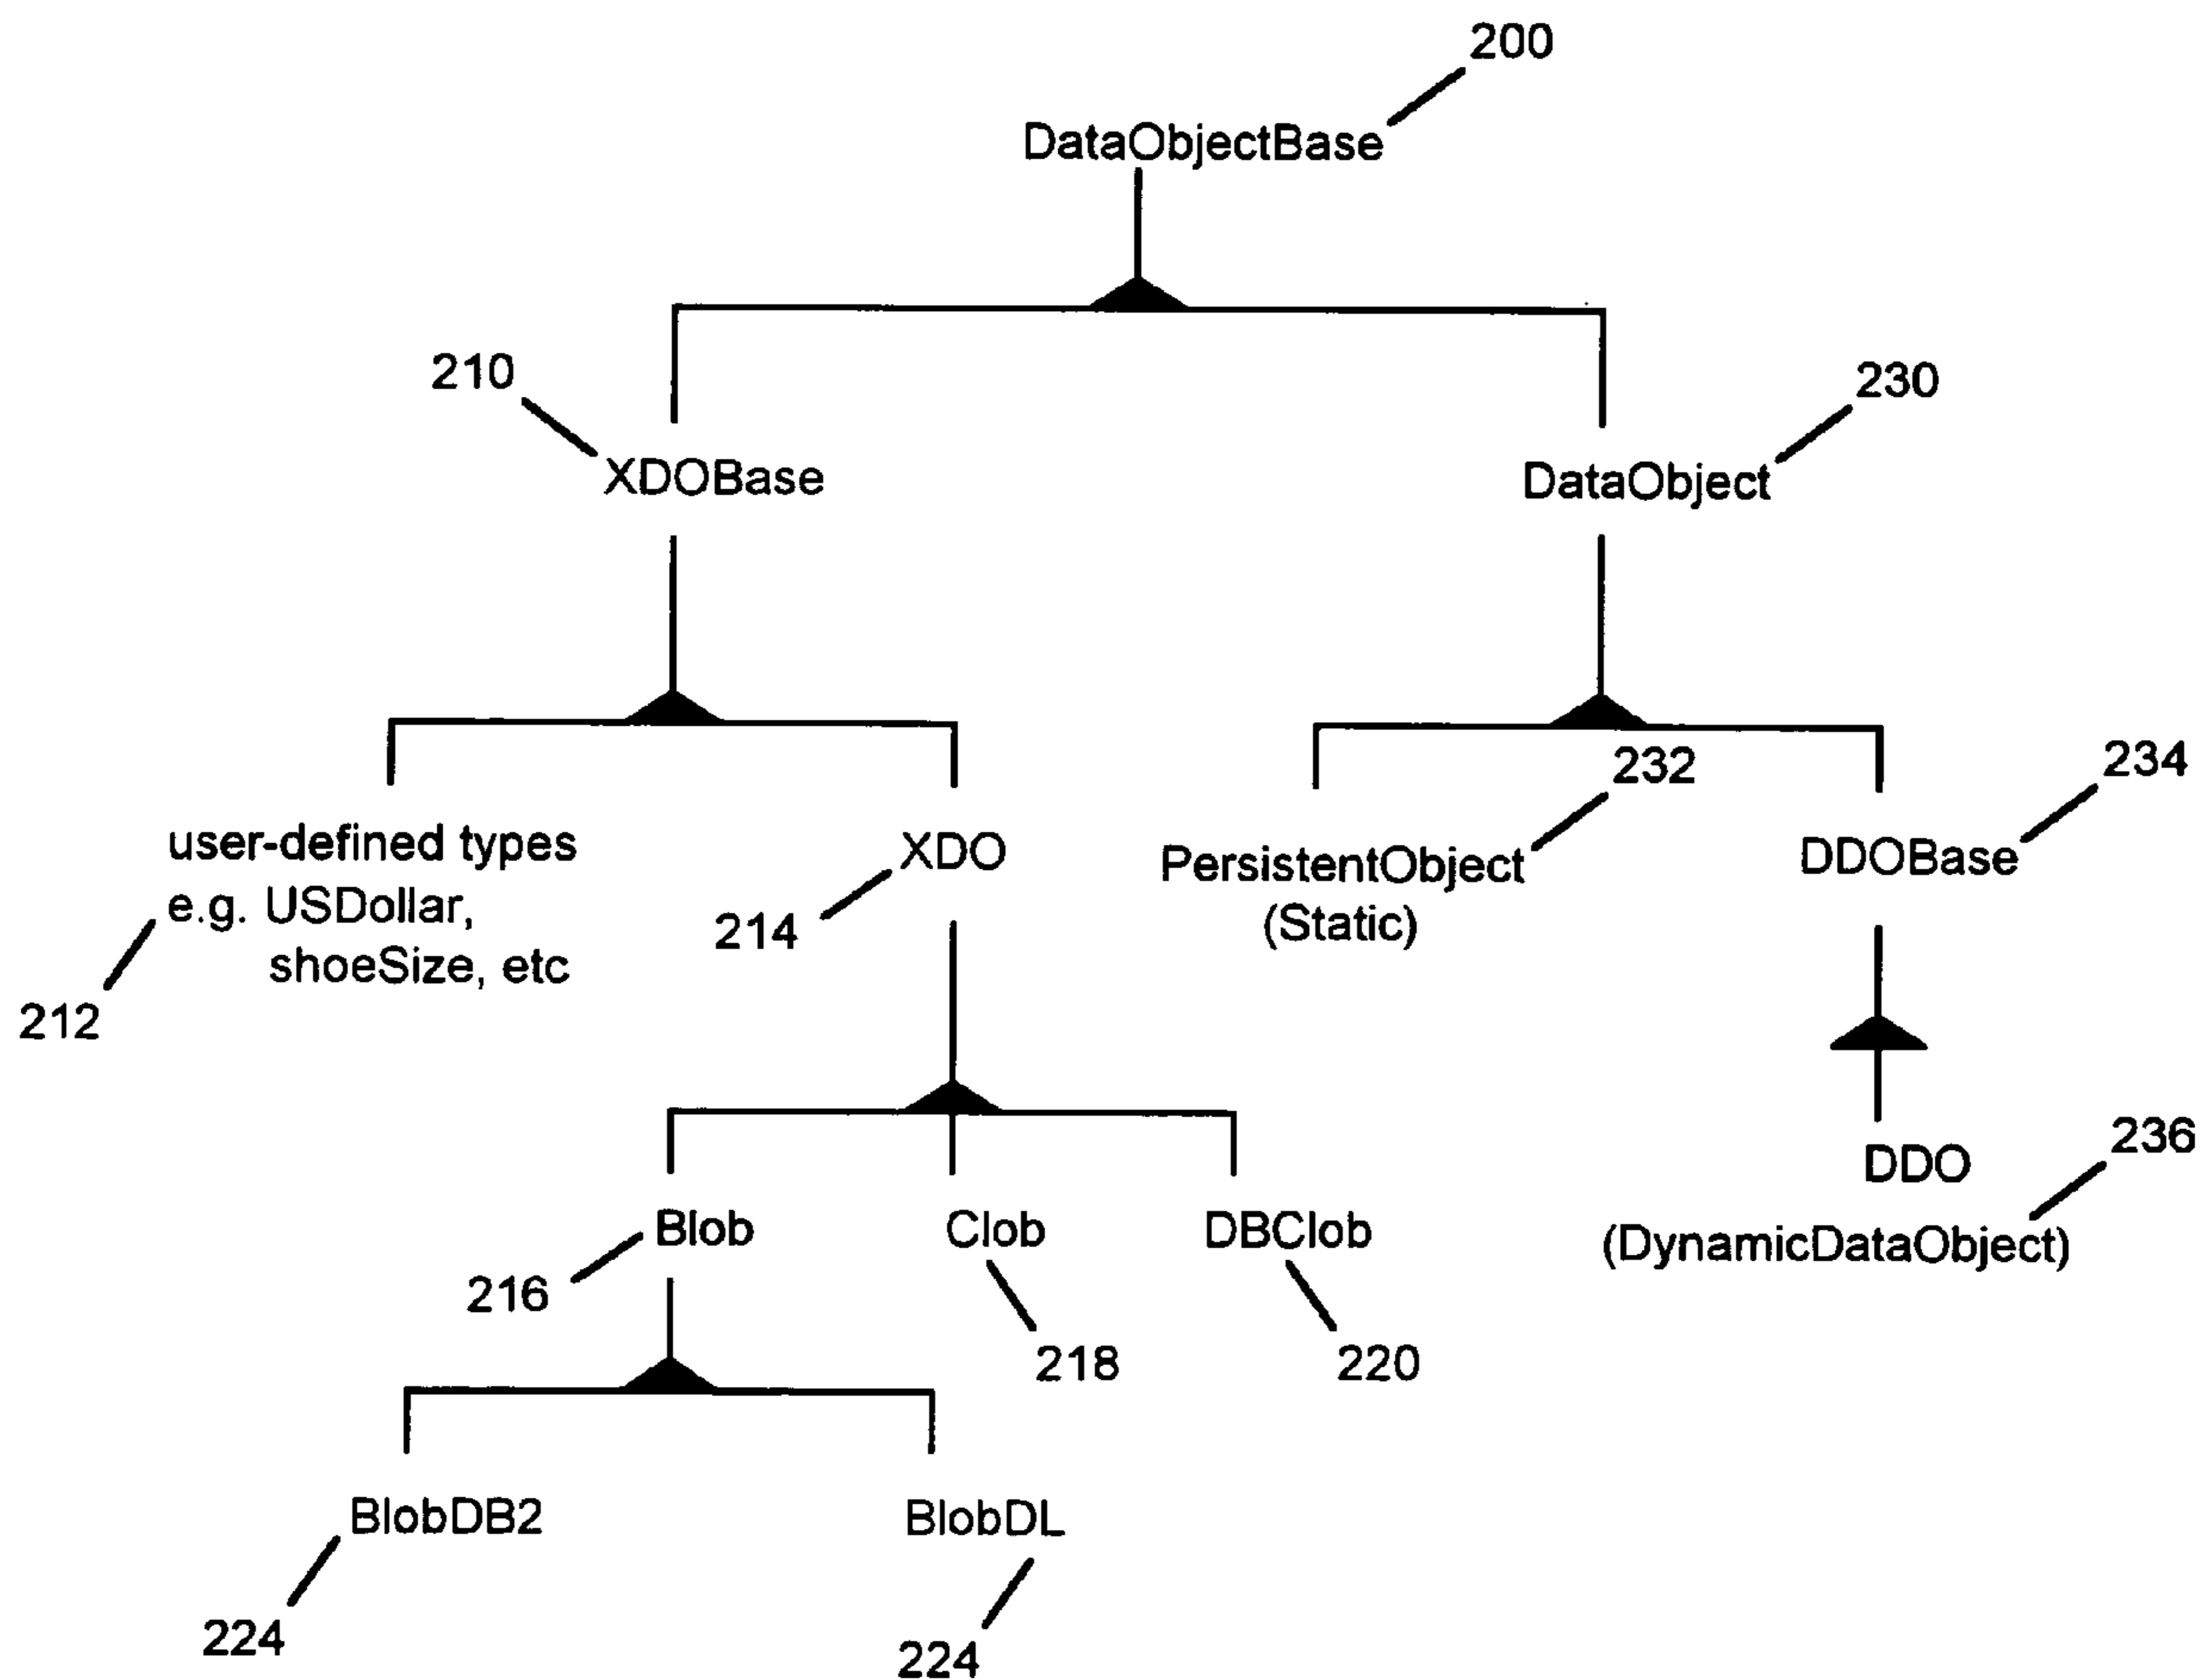 200
DataObjectBase
210
230
XDOBase
DataObject
232
234
user-defined types
e.g. USDollar,
shoeSize, etc
212
XDO
214
PersistentObject
(Static)
DDOBase
236
DDO
(DynamicDataObject)
Blob
Clob
DBClob
216
218
220
BlobDB2
BlobDL
224
224